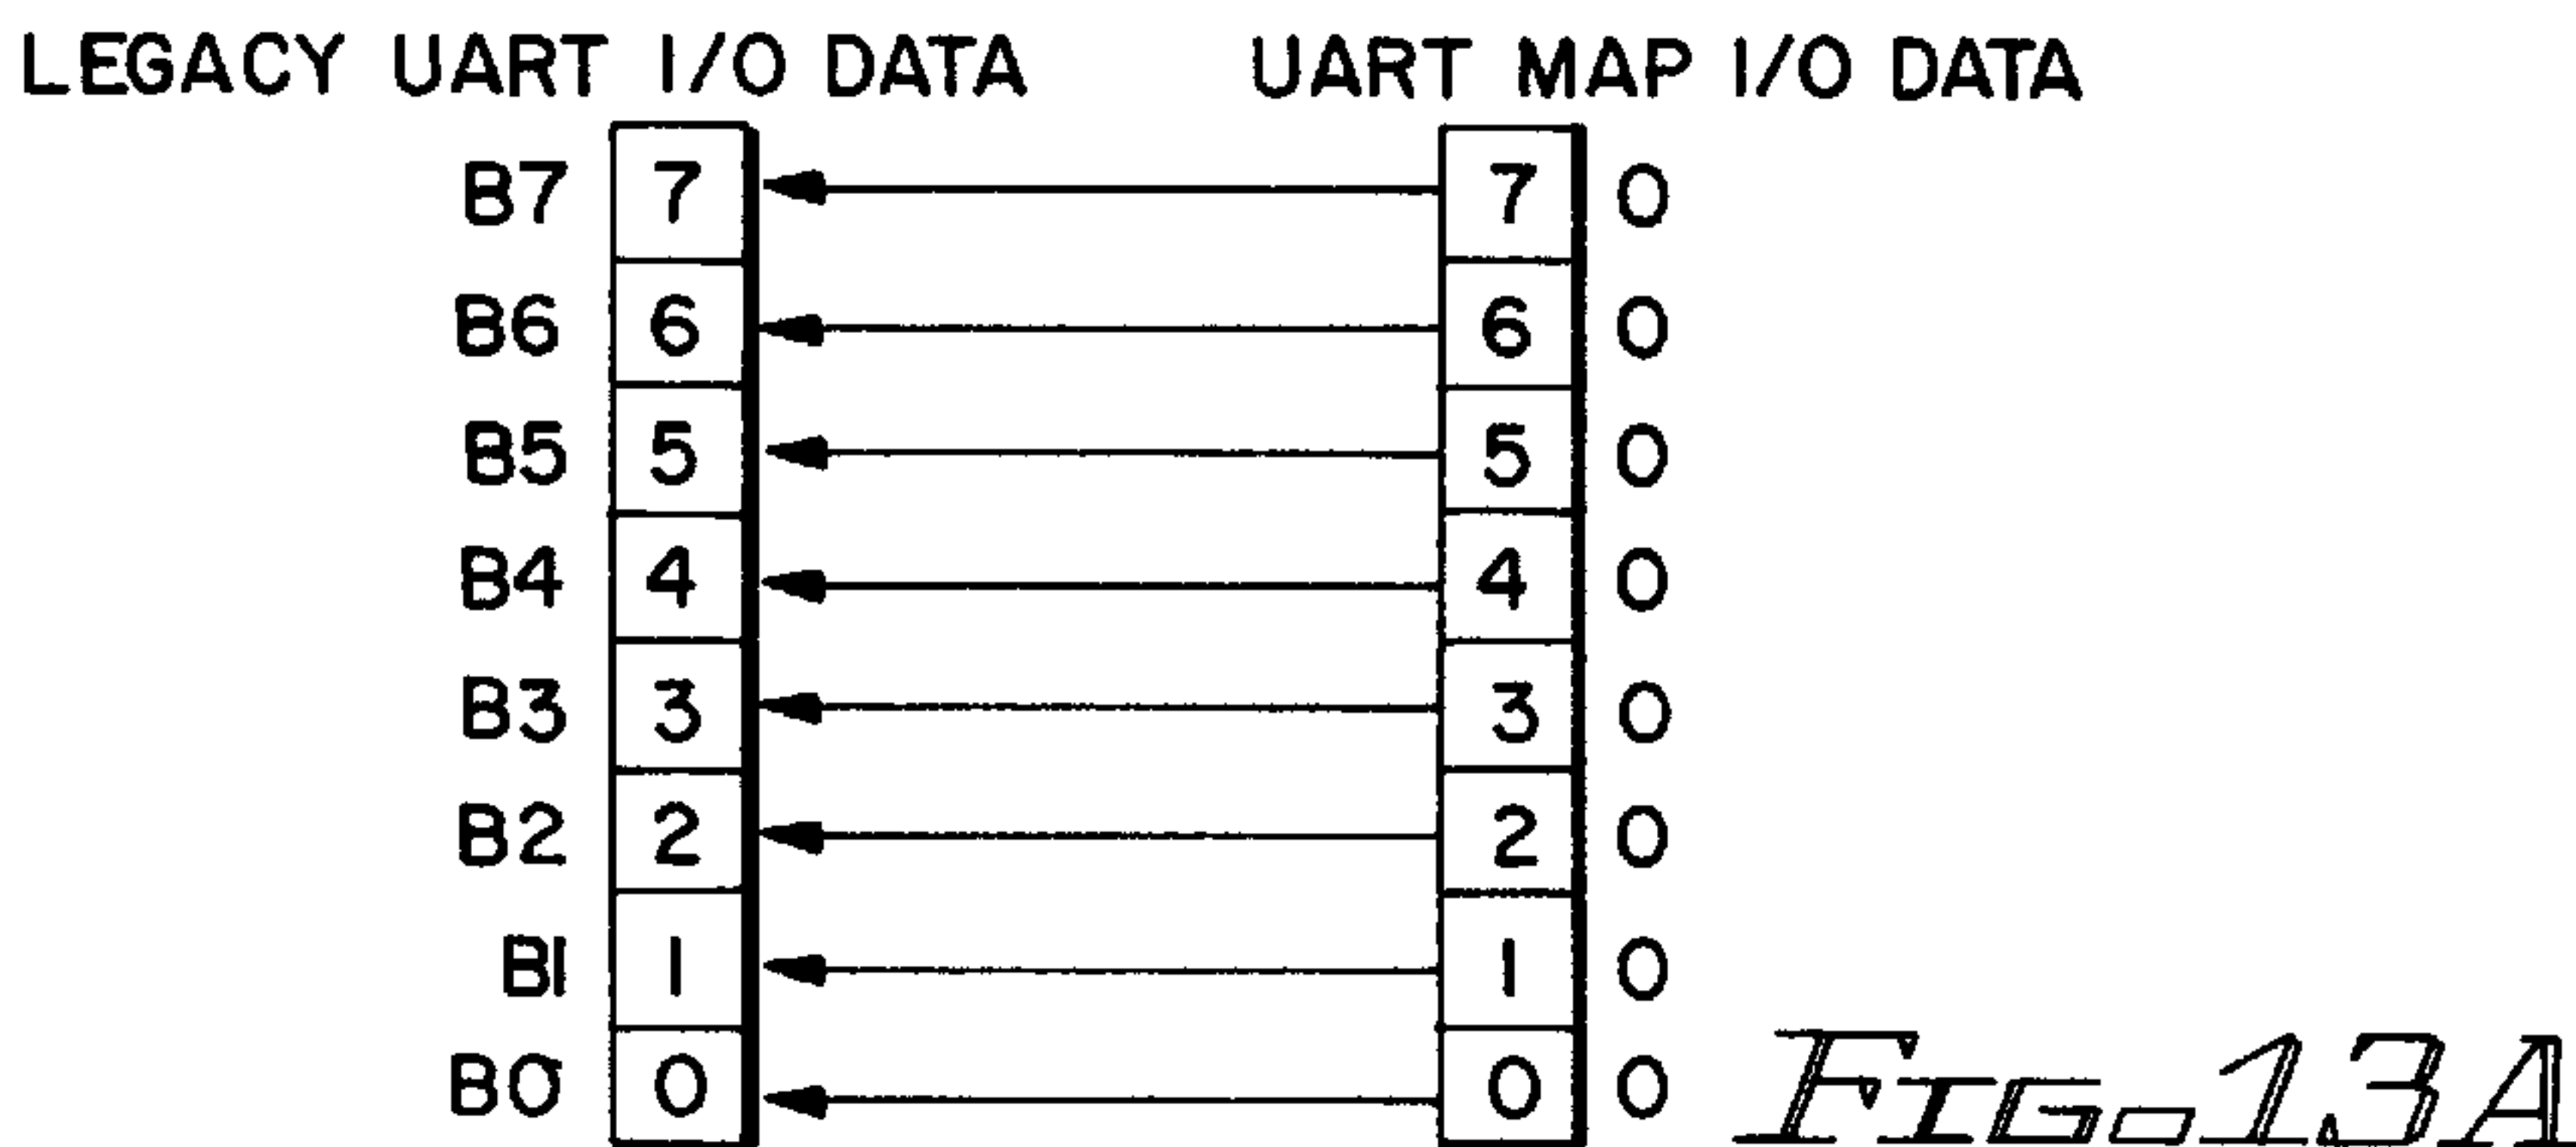 LEGACY UART I/O DATA UART MAP I/O DATA
B7 7 7 0
B6 6 6 0
B5 5 5 0
B4 4 4 0
B3 3 3 0
B2 2 2 0
B1 1 1 0
B0 0 0 0
FIG. 13A